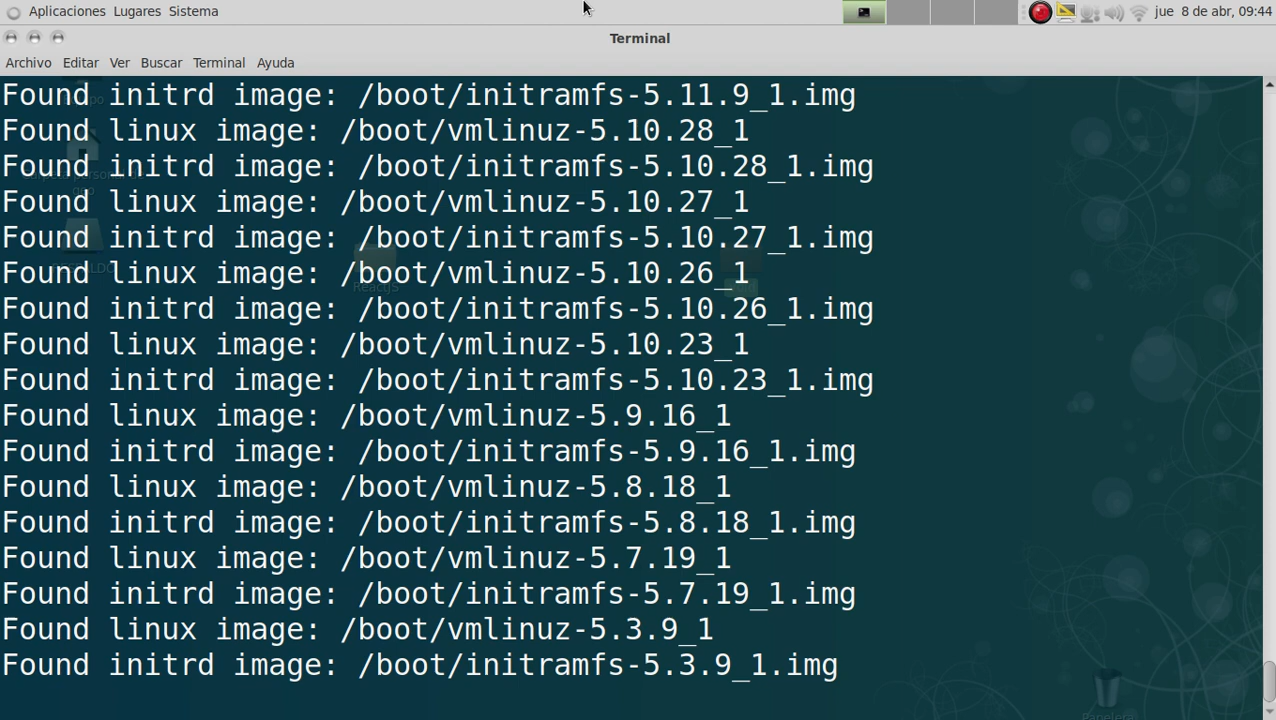 Aplicaciones Lugares Sistema
jue 8 de abr, 09:44
Terminal
Archivo Editar Ver Buscar Terminal Ayuda
Found initrd image: /boot/initramfs-5.11.9_1.img
Found linux image: /boot/vmlinuz-5.10.28_1
Found initrd image: /boot/initramfs-5.10.28_1.img
Found linux image: /boot/vmlinuz-5.10.27_1
Found initrd image: /boot/initramfs-5.10.27_1.img
Found linux image: /boot/vmlinuz-5.10.26_1
Found initrd image: /boot/initramfs-5.10.26_1.img
Found linux image: /boot/vmlinuz-5.10.23_1
Found initrd image: /boot/initramfs-5.10.23_1.img
Found linux image: /boot/vmlinuz-5.9.16_1
Found initrd image: /boot/initramfs-5.9.16_1.img
Found linux image: /boot/vmlinuz-5.8.18_1
Found initrd image: /boot/initramfs-5.8.18_1.img
Found linux image: /boot/vmlinuz-5.7.19_1
Found initrd image: /boot/initramfs-5.7.19_1.img
Found linux image: /boot/vmlinuz-5.3.9_1
Found initrd image: /boot/initramfs-5.3.9_1.img
RESPALDO
ReactJS
Papelera